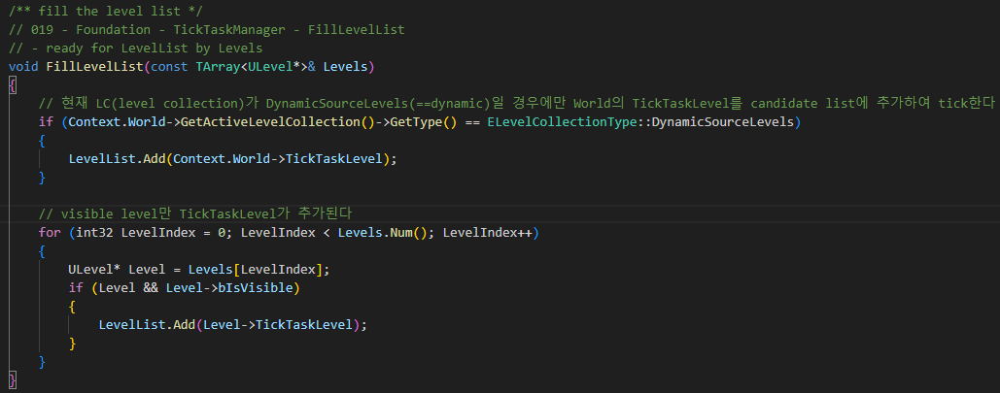 /** fill the level list */
// 019 - Foundation - TickTaskManager - FillLevelList
// - ready for LevelList by Levels
void FillLevelList(const TArray<ULevel*>& Levels)
{
    // 현재 LC(level collection)가 DynamicSourceLevels(==dynamic)일 경우에만 World의 TickTaskLevel를 candidate list에 추가하여 tick한다
    if (Context.World->GetActiveLevelCollection()->GetType() == ELevelCollectionType::DynamicSourceLevels)
    {
        LevelList.Add(Context.World->TickTaskLevel);
    }
    // visible level만 TickTaskLevel가 추가된다
    for (int32 LevelIndex = 0; LevelIndex < Levels.Num(); LevelIndex++)
    {
        ULevel* Level = Levels[LevelIndex];
        if (Level && Level->bIsVisible)
        {
            LevelList.Add(Level->TickTaskLevel);
        }
    }
}